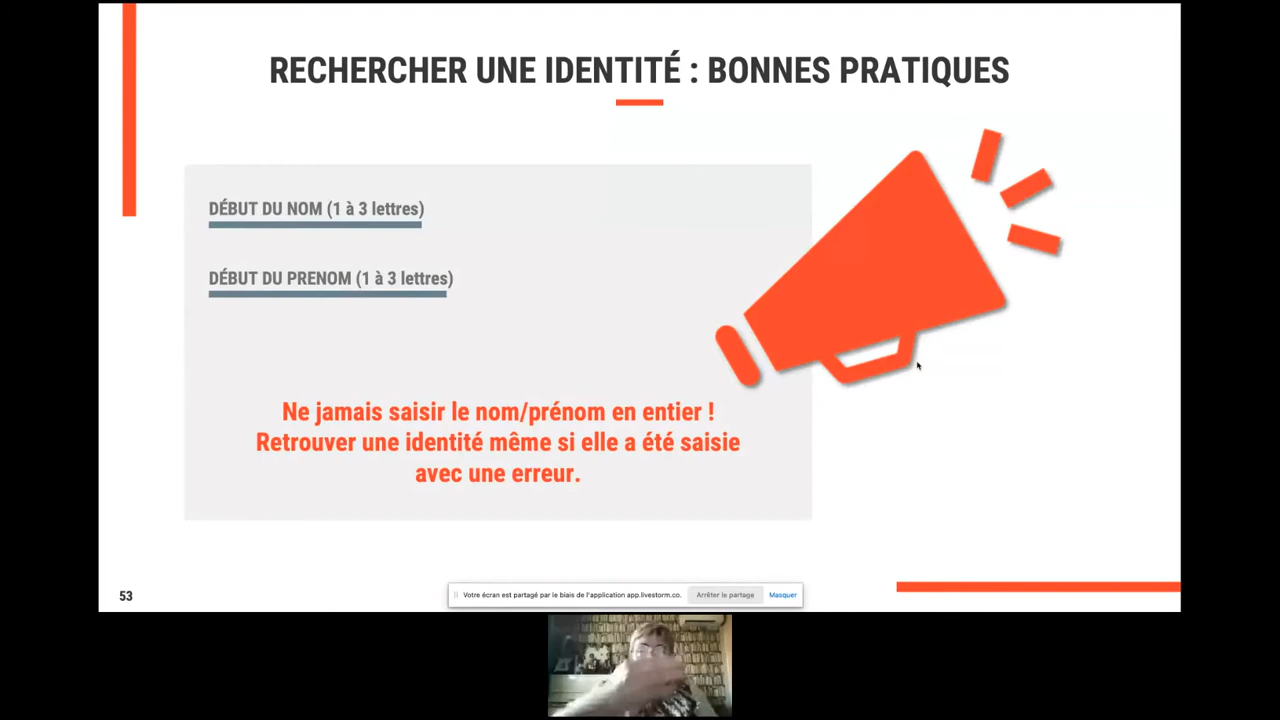 RECHERCHER UNE IDENTITÉ : BONNES PRATIQUES
DÉBUT DU NOM (1 à 3 lettres)
DÉBUT DU PRENOM (1 à 3 lettres)
Ne jamais saisir le nom/prénom en entier !
Retrouver une identité même si elle a été saisie
avec une erreur.
53
Votre écran est partagé par le biais de l'application app.livestorm.co.
Arrêter le partage
Masquer